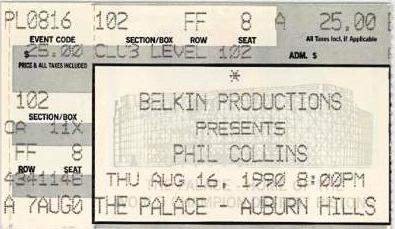 PL0816 102 FF 8 A 25.00
EVENT CODE SECTION/BOX ROW SEAT All Taxes Incl. if Applicable
$ 25.00 CLUB LEVEL 102 ADM. $
PRICE & ALL TAXES INCLUDED
*
102 BELKIN PRODUCTIONS
SECTION/BOX
CA 11X PRESENTS
FF 8 PHIL COLLINS
ROW SEAT
THU AUG 16, 1990 8:00PM
A 7AUG0 THE PALACE - AUBURN HILLS